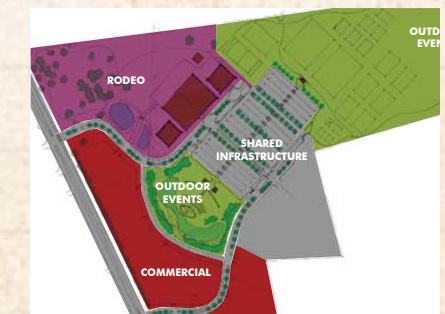 OUTD
EVEN
RODEO
SHARED
INFRASTRUCTURE
OUTDOOR
EVENTS
COMMERCIAL